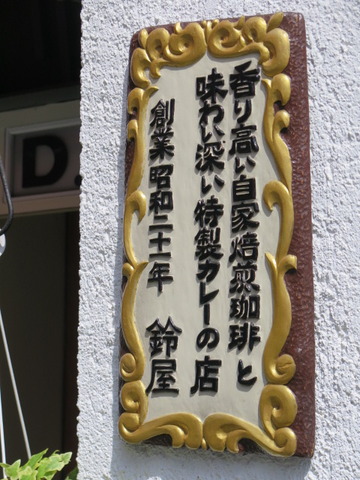 香り高い自家焙煎珈琲と
味わい深い特製カレーの店
創業昭和二十一年 鈴屋
D.